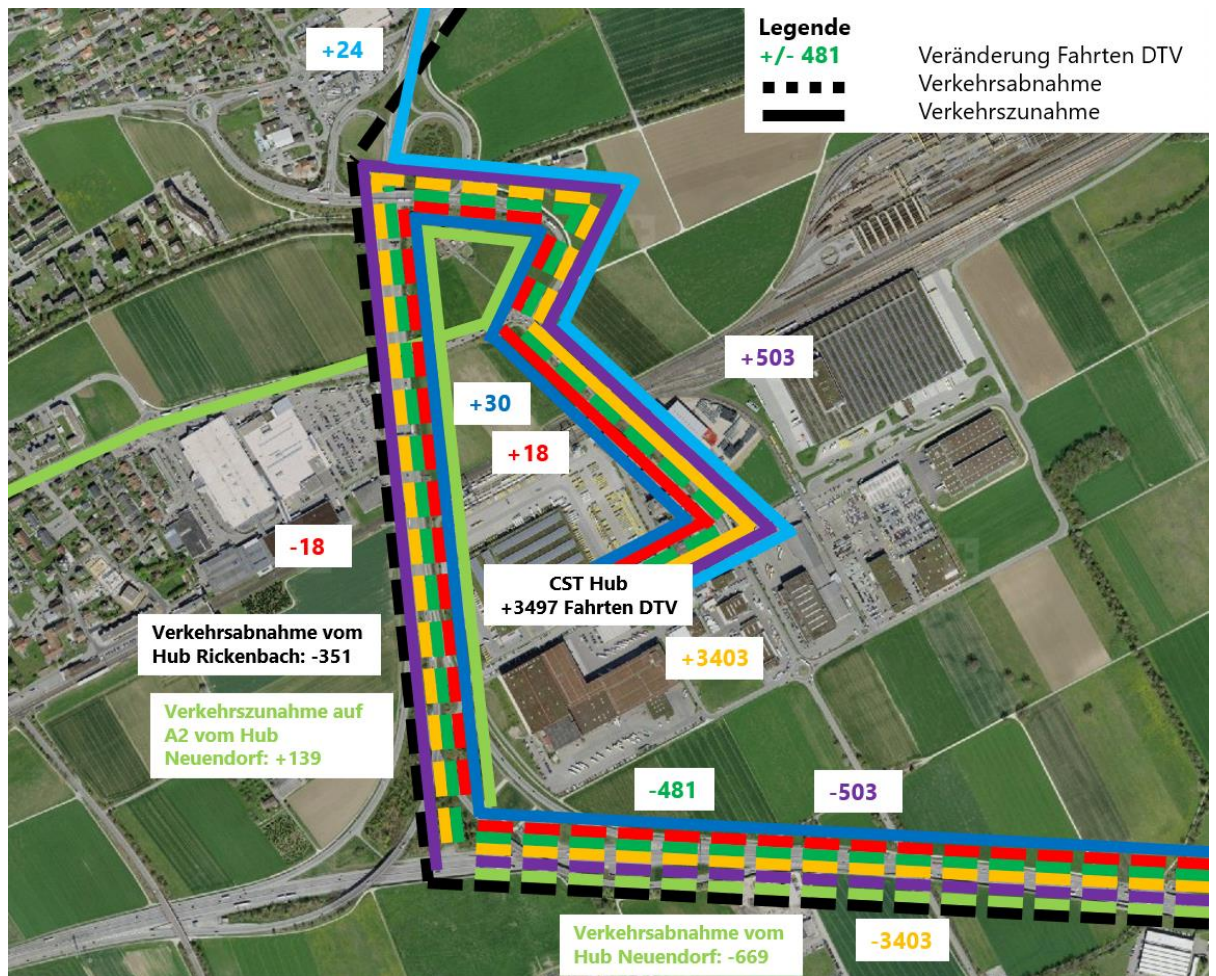 +24
Legende
+/- 481 Veränderung Fahrten DTV
Verkehrsabnahme
Verkehrszunahme
+503
+30
+18
-18
CST Hub
+3497 Fahrten DTV
Verkehrsabnahme vom
Hub Rickenbach: -351
+3403
Verkehrszunahme auf
A2 vom Hub
Neuendorf: +139
-481
-503
Verkehrsabnahme vom
Hub Neuendorf: -669
-3403